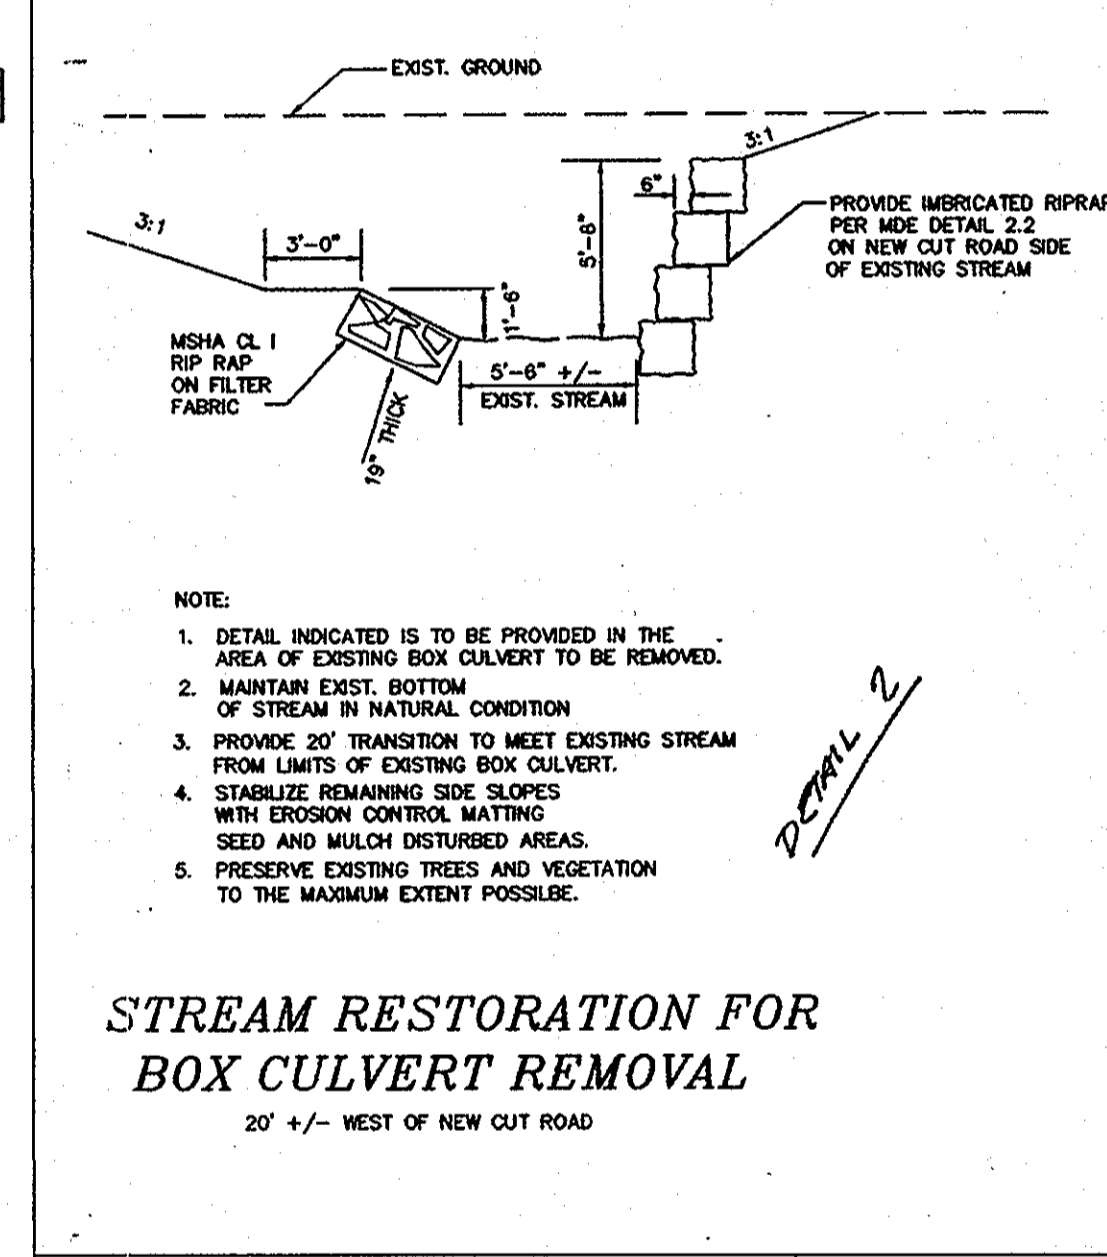 EXIST. GROUND
3:1
6"
PROVIDE IMBRICATED RIPRAP
PER MDE DETAIL 2.2
ON NEW CUT ROAD SIDE
OF EXISTING STREAM
3:1
3'-0"
5'-8"
1'-6"
MSHA CL I
RIP RAP
ON FILTER
FABRIC
5'-6" +/-
EXIST. STREAM
19" THICK
NOTE:
1. DETAIL INDICATED IS TO BE PROVIDED IN THE
AREA OF EXISTING BOX CULVERT TO BE REMOVED.
2. MAINTAIN EXIST. BOTTOM
OF STREAM IN NATURAL CONDITION
3. PROVIDE 20' TRANSITION TO MEET EXISTING STREAM
FROM LIMITS OF EXISTING BOX CULVERT.
4. STABILIZE REMAINING SIDE SLOPES
WITH EROSION CONTROL MATTING
SEED AND MULCH DISTURBED AREAS.
5. PRESERVE EXISTING TREES AND VEGETATION
TO THE MAXIMUM EXTENT POSSILBE.
DETAIL 2
STREAM RESTORATION FOR
BOX CULVERT REMOVAL
20' +/- WEST OF NEW CUT ROAD